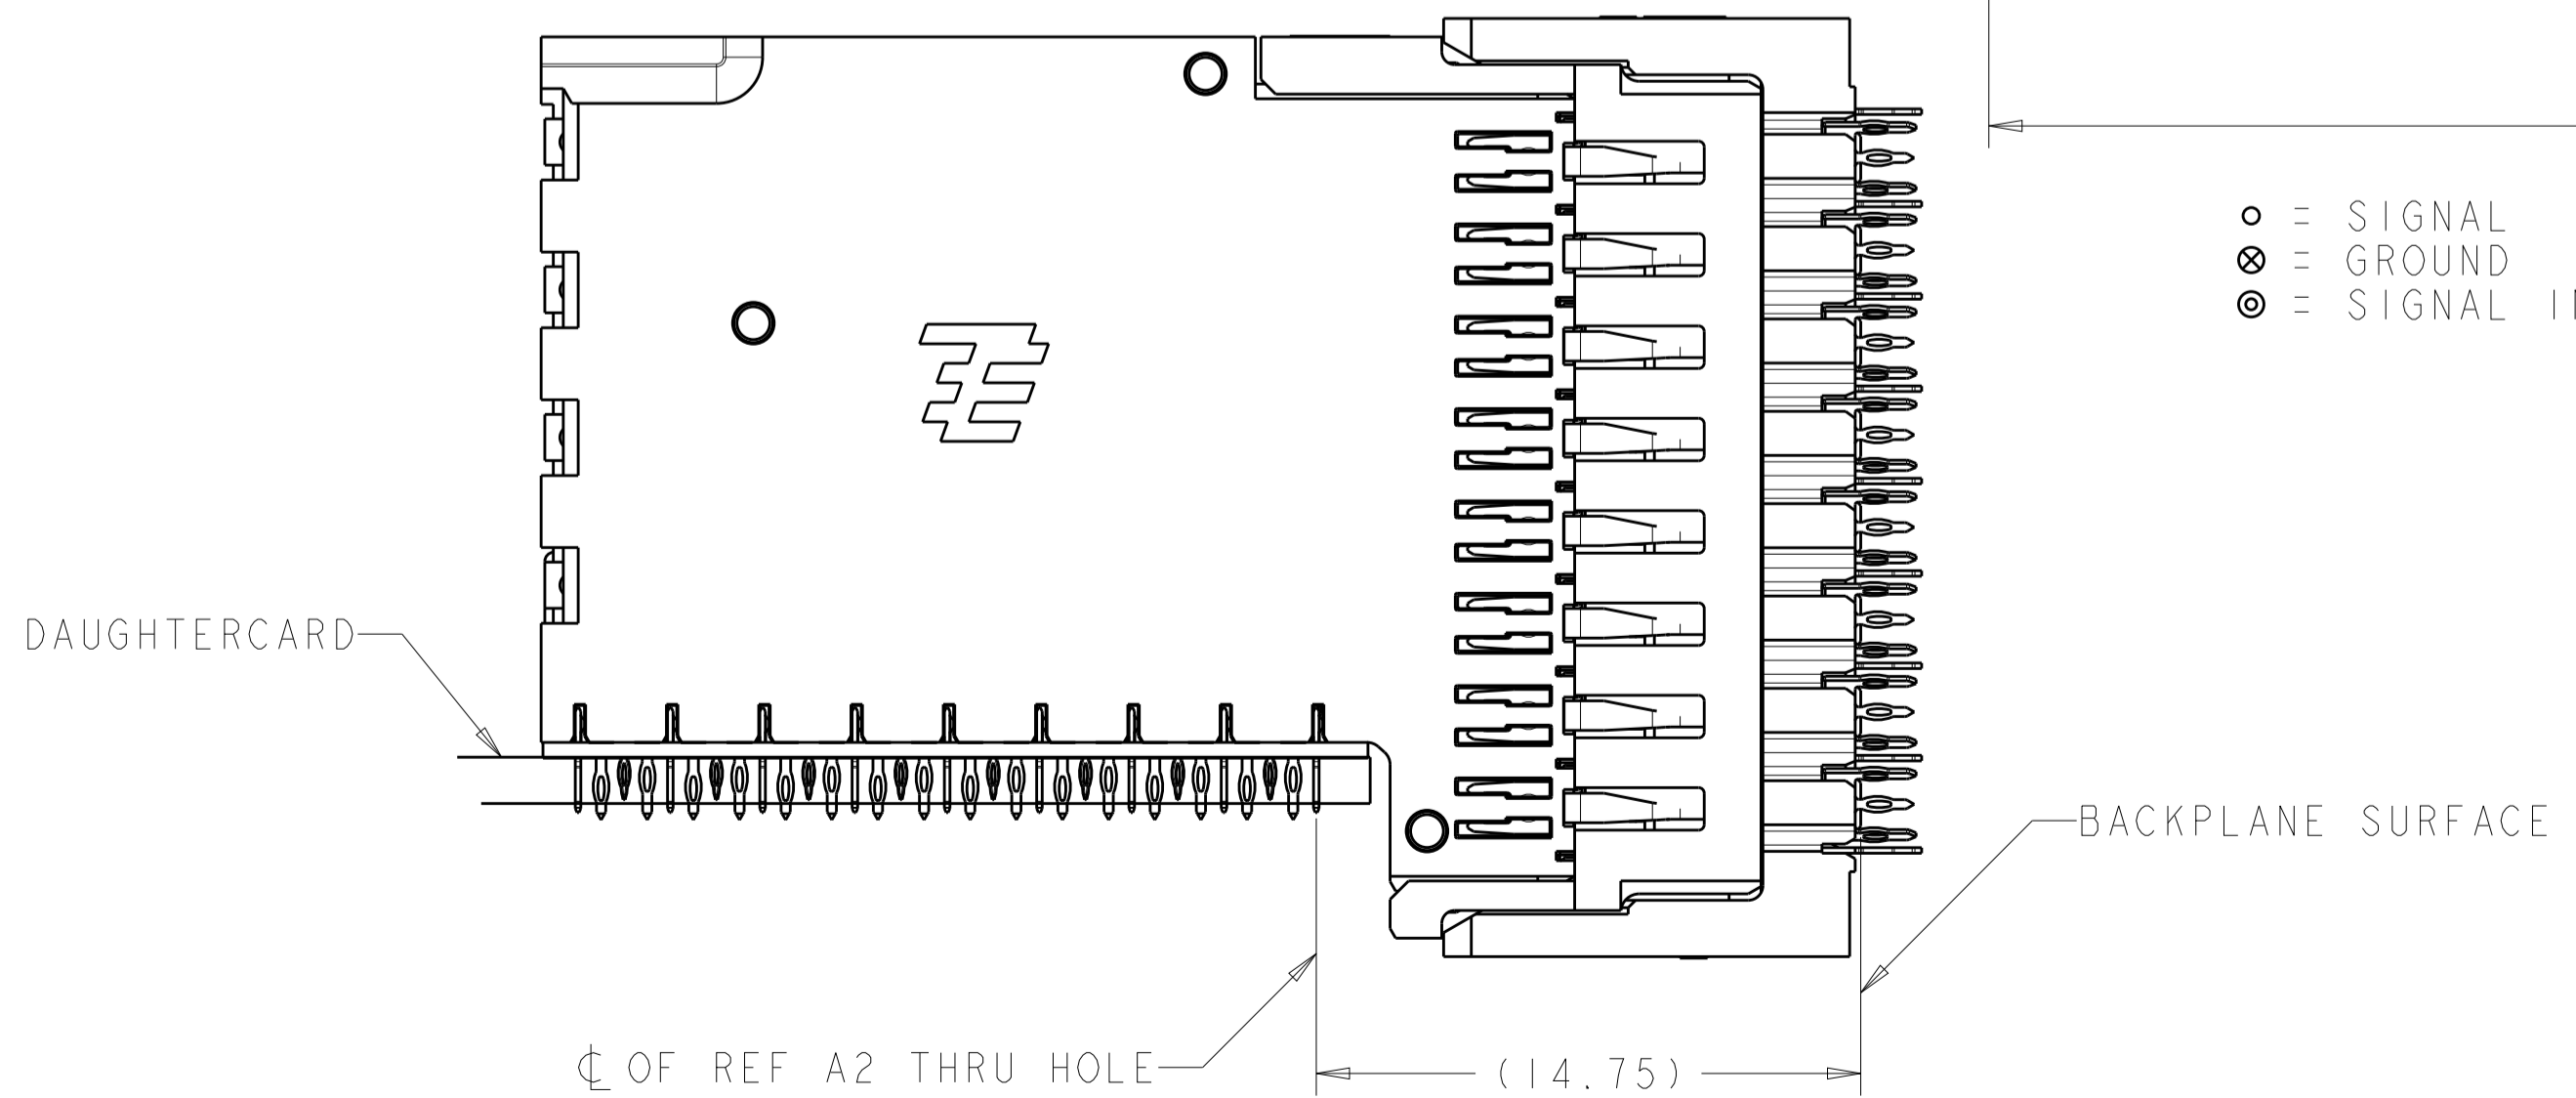 ○ = SIGNAL
⊗ = GROUND
◎ = SIGNAL
DAUGHTERCARD
BACKPLANE SURFACE
℄ OF REF A2 THRU HOLE
(14.75)